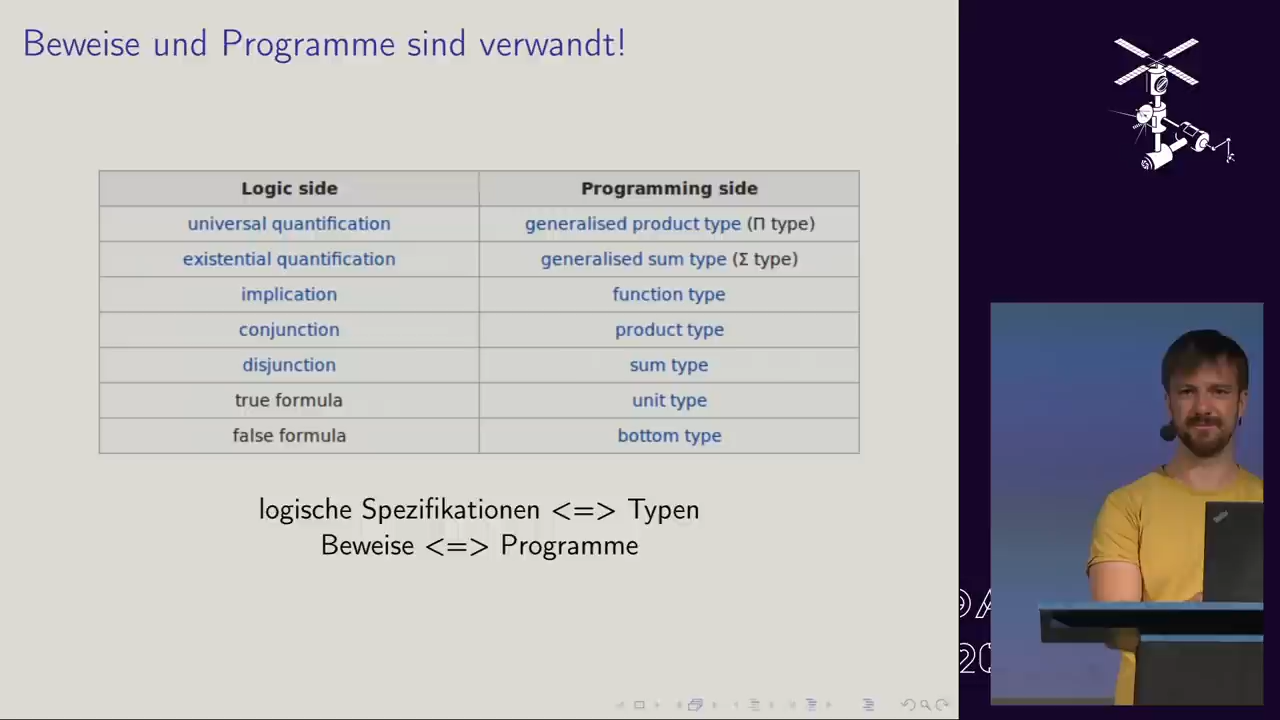 Beweise und Programme sind verwandt!
Logic side Programming side
universal quantification generalised product type (Π type)
existential quantification generalised sum type (Σ type)
implication function type
conjunction product type
disjunction sum type
true formula unit type
false formula bottom type
logische Spezifikationen <=> Typen
Beweise <=> Programme